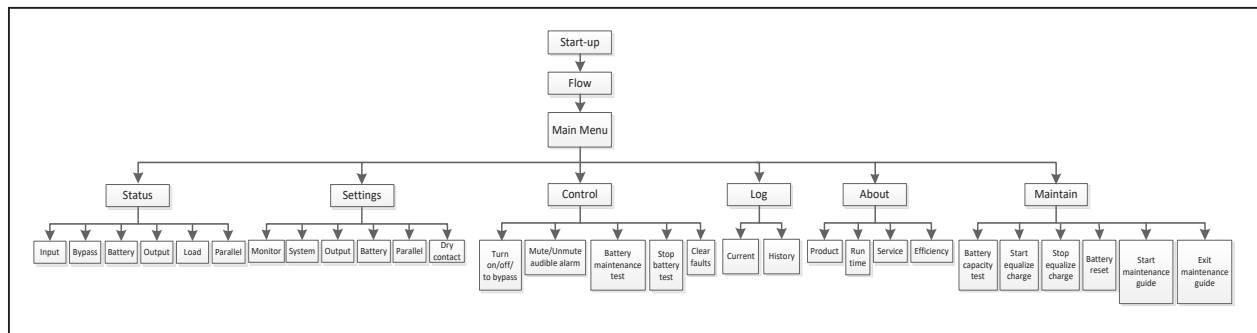 Start-up
Flow
Main Menu
Status
Settings
Control
Log
About
Maintain
Input
Bypass
Battery
Output
Load
Parallel
Monitor
System
Output
Battery
Parallel
Dry
contact
Turn
on/off/
to bypass
Mute/Unmute
audible alarm
Battery
maintenance
test
Stop
battery
test
Clear
faults
Current
History
Product
Run
time
Service
Efficiency
Battery
capacity
test
Start
equalize
charge
Stop
equalize
charge
Battery
reset
Start
maintenance
guide
Exit
maintenance
guide